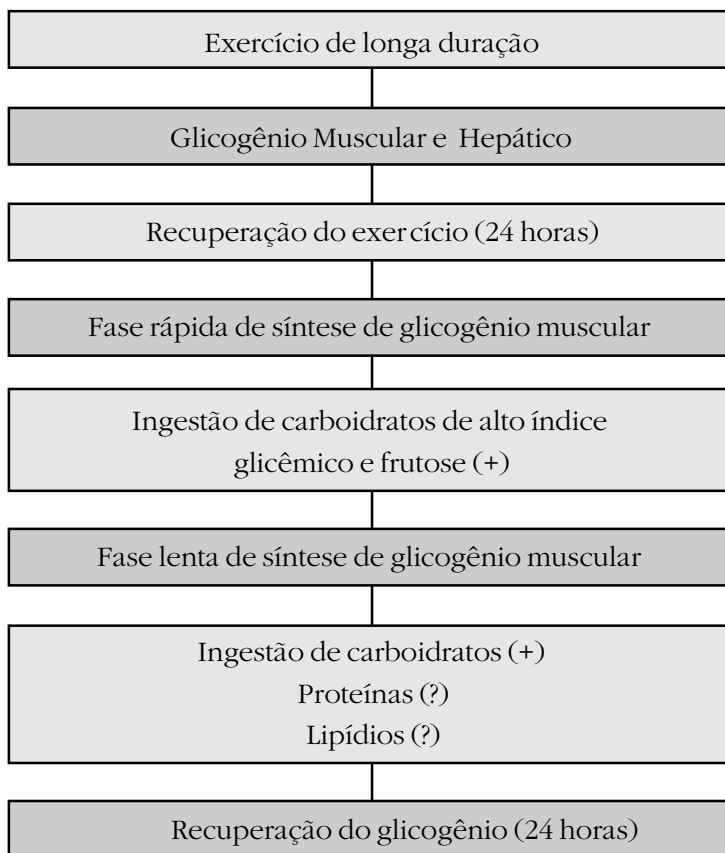 Exercício de longa duração
Glicogênio Muscular e Hepático
Recuperação do exercício (24 horas)
Fase rápida de síntese de glicogênio muscular
Ingestão de carboidratos de alto índice
glicêmico e frutose (+)
Fase lenta de síntese de glicogênio muscular
Ingestão de carboidratos (+)
Proteínas (?)
Lipídios (?)
Recuperação do glicogênio (24 horas)